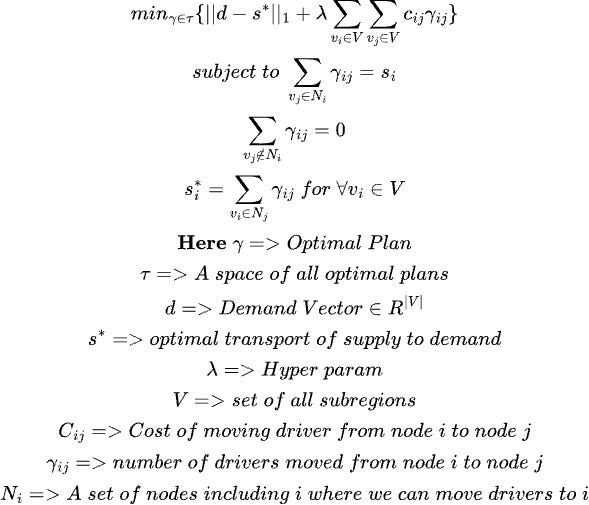 min_{γ∈τ}{||d − s*||_1 + λ ∑_{v_i∈V} ∑_{v_j∈V} c_{ij}γ_{ij}}
subject to ∑_{v_j∈N_i} γ_{ij} = s_i
∑_{v_j∉N_i} γ_{ij} = 0
s_i^* = ∑_{v_i∈N_j} γ_{ij} for ∀v_i ∈ V
Here γ => Optimal Plan
τ => A space of all optimal plans
d => Demand Vector ∈ R^{|V|}
s* => optimal transport of supply to demand
λ => Hyper param
V => set of all subregions
C_{ij} => Cost of moving driver from node i to node j
γ_{ij} => number of drivers moved from node i to node j
N_i => A set of nodes including i where we can move drivers to i